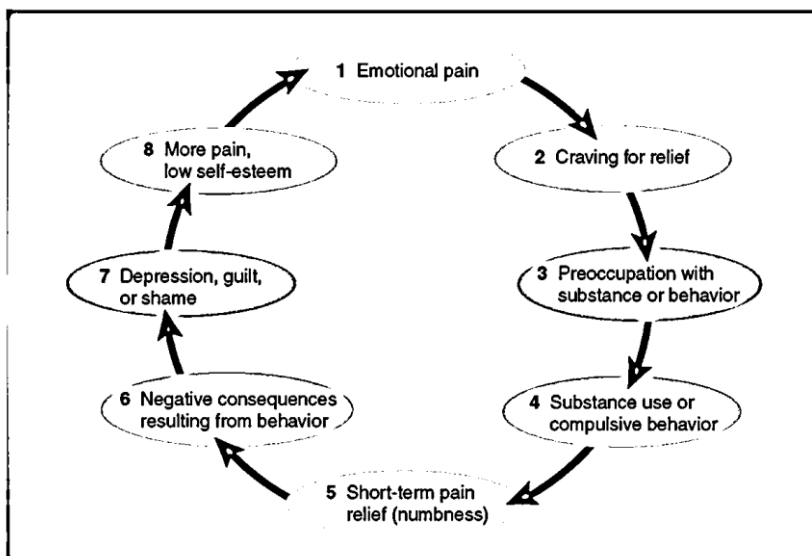 1 Emotional pain
2 Craving for relief
3 Preoccupation with
substance or behavior
4 Substance use or
compulsive behavior
5 Short-term pain
relief (numbness)
6 Negative consequences
resulting from behavior
7 Depression, guilt,
or shame
8 More pain,
low self-esteem